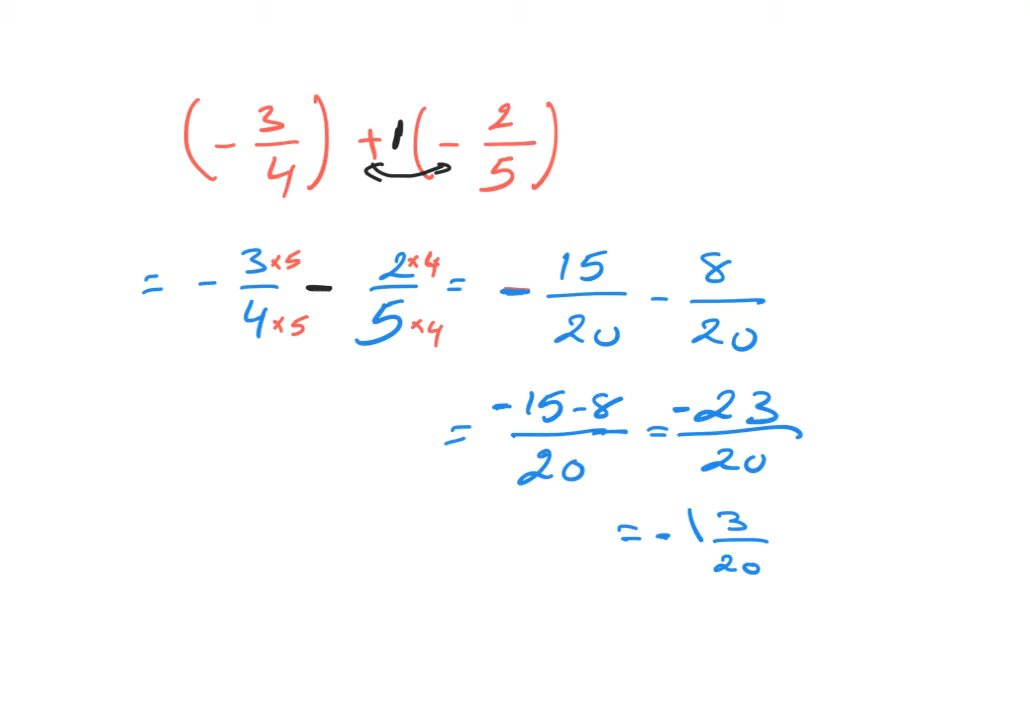 (- 3/4) + 1(- 2/5)
= - 3×5/4×5 - 2×4/5×4 = - 15/20 - 8/20
= -15-8/20 = -23/20
= -1 3/20